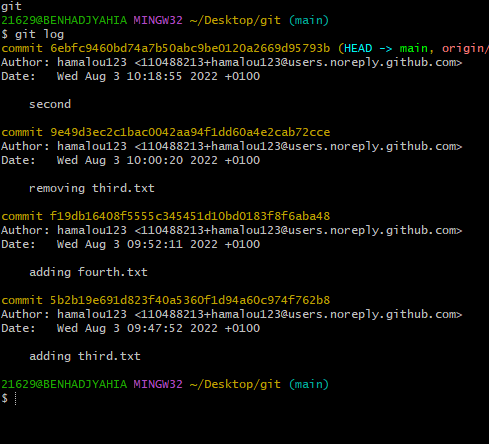 git
21629@BENHADJYAHIA MINGW32 ~/Desktop/git (main)
$ git log
commit 6ebfc9460bd74a7b50abc9be0120a2669d95793b (HEAD -> main, origin/
Author: hamalou123 <110488213+hamalou123@users.noreply.github.com>
Date:   Wed Aug 3 10:18:55 2022 +0100
    second
commit 9e49d3ec2c1bac0042aa94f1dd60a4e2cab72cce
Author: hamalou123 <110488213+hamalou123@users.noreply.github.com>
Date:   Wed Aug 3 10:00:20 2022 +0100
    removing third.txt
commit f19db16408f5555c345451d10bd0183f8f6aba48
Author: hamalou123 <110488213+hamalou123@users.noreply.github.com>
Date:   Wed Aug 3 09:52:11 2022 +0100
    adding fourth.txt
commit 5b2b19e691d823f40a5360f1d94a60c974f762b8
Author: hamalou123 <110488213+hamalou123@users.noreply.github.com>
Date:   Wed Aug 3 09:47:52 2022 +0100
    adding third.txt
21629@BENHADJYAHIA MINGW32 ~/Desktop/git (main)
$